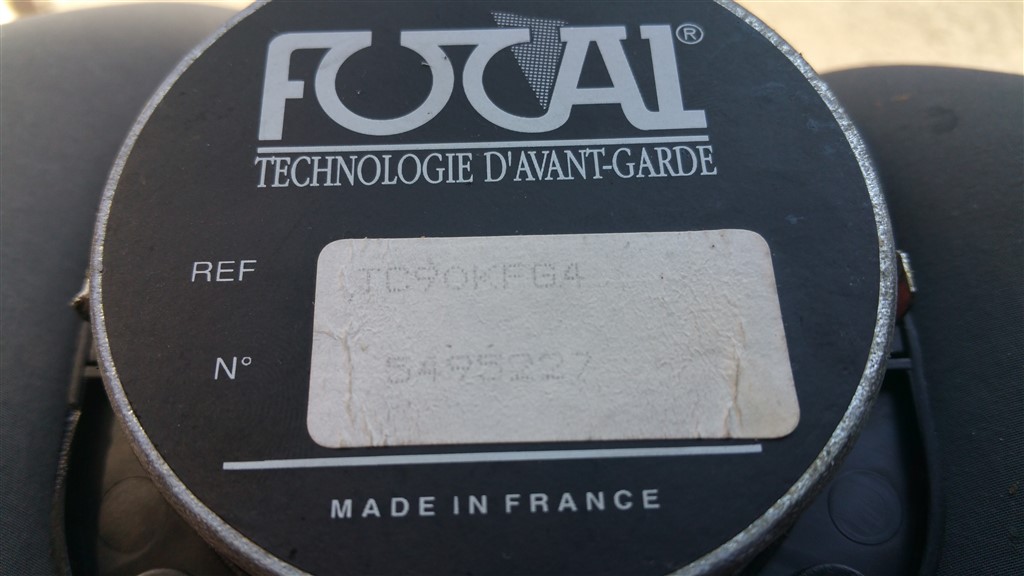 FOCAL®
TECHNOLOGIE D'AVANT-GARDE
REF TC90KFG4
N° 5495227
MADE IN FRANCE